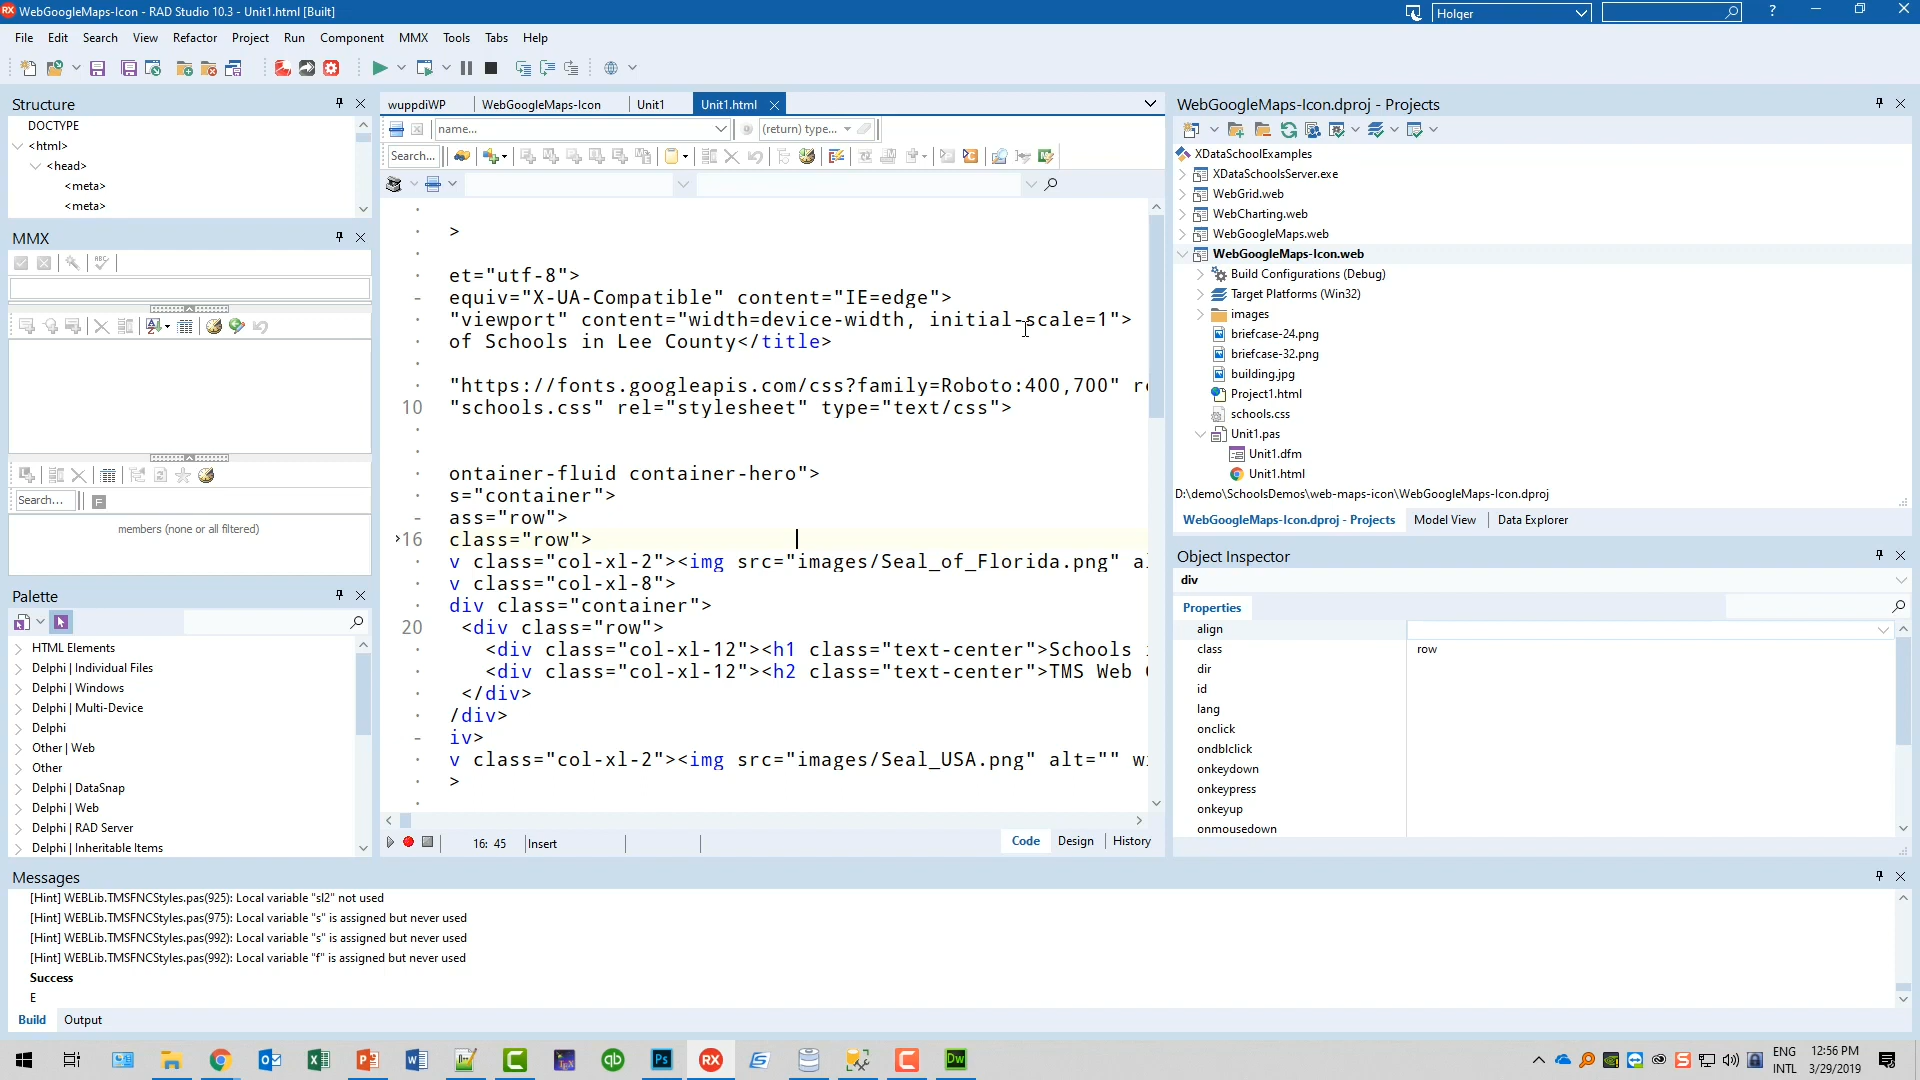 RX WebGoogleMaps-Icon - RAD Studio 10.3 - Unit1.html [Built]
Holger
?
File Edit Search View Refactor Project Run Component MMX Tools Tabs Help
Structure
DOCTYPE
<html>
<head>
<meta>
<meta>
MMX
ABC
Search...
F
members (none or all filtered)
Palette
HTML Elements
Delphi | Individual Files
Delphi | Windows
Delphi | Multi-Device
Delphi
Other | Web
Other
Delphi | DataSnap
Delphi | Web
Delphi | RAD Server
Delphi | Inheritable Items
wuppdiWP WebGoogleMaps-Icon Unit1 Unit1.html
name... (return) type...
Search...
>
et="utf-8">
equiv="X-UA-Compatible" content="IE=edge">
"viewport" content="width=device-width, initial-scale=1">
of Schools in Lee County</title>
"https://fonts.googleapis.com/css?family=Roboto:400,700" re
10 "schools.css" rel="stylesheet" type="text/css">
ontainer-fluid container-hero">
s="container">
ass="row">
16 class="row">
v class="col-xl-2"><img src="images/Seal_of_Florida.png" al
v class="col-xl-8">
div class="container">
20 <div class="row">
<div class="col-xl-12"><h1 class="text-center">Schools
<div class="col-xl-12"><h2 class="text-center">TMS Web
</div>
/div>
iv>
v class="col-xl-2"><img src="images/Seal_USA.png" alt="" w
>
16: 45 Insert
Code Design History
WebGoogleMaps-Icon.dproj - Projects
XDataSchoolExamples
XDataSchoolsServer.exe
WebGrid.web
WebCharting.web
WebGoogleMaps.web
WebGoogleMaps-Icon.web
Build Configurations (Debug)
Target Platforms (Win32)
images
briefcase-24.png
briefcase-32.png
building.jpg
Project1.html
schools.css
Unit1.pas
Unit1.dfm
Unit1.html
D:\demo\SchoolsDemos\web-maps-icon\WebGoogleMaps-Icon.dproj
WebGoogleMaps-Icon.dproj - Projects Model View Data Explorer
Object Inspector
div
Properties
align
class row
dir
id
lang
onclick
ondblclick
onkeydown
onkeypress
onkeyup
onmousedown
Messages
[Hint] WEBLib.TMSFNCStyles.pas(925): Local variable "sl2" not used
[Hint] WEBLib.TMSFNCStyles.pas(975): Local variable "s" is assigned but never used
[Hint] WEBLib.TMSFNCStyles.pas(992): Local variable "s" is assigned but never used
[Hint] WEBLib.TMSFNCStyles.pas(992): Local variable "f" is assigned but never used
Success
E
Build Output
Ps RX Dw
ENG
INTL
12:56 PM
3/29/2019